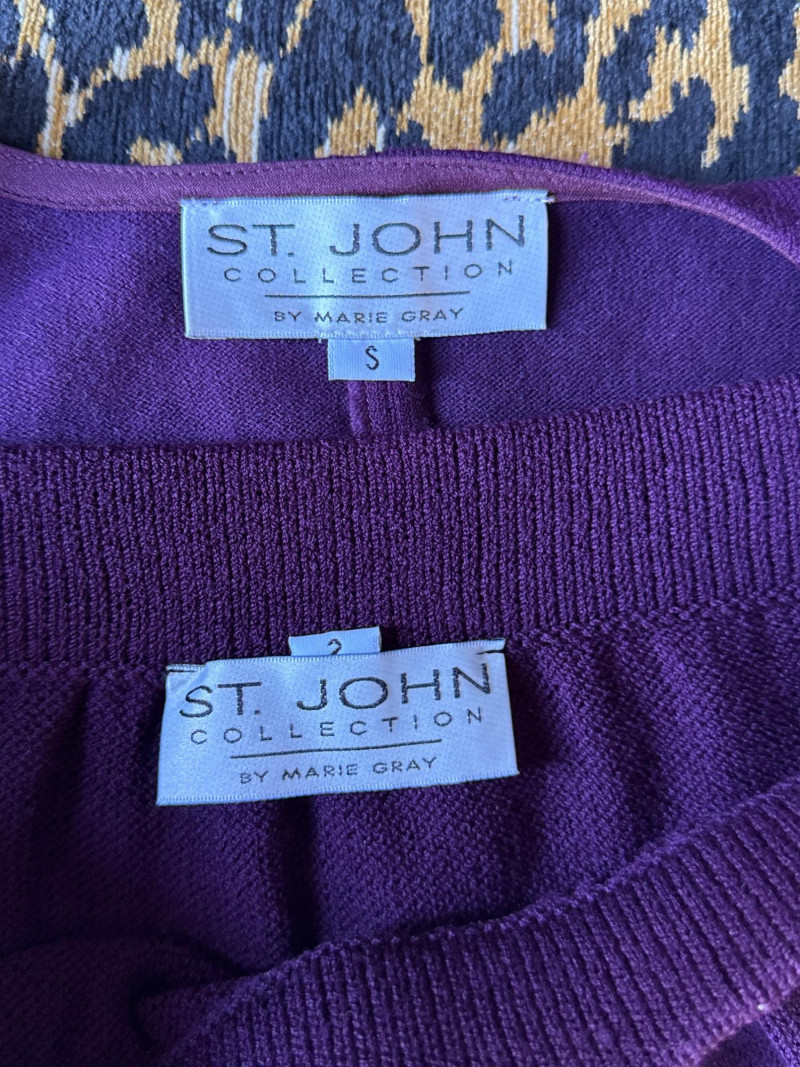 ST. JOHN
COLLECTION
BY MARIE GRAY
S
2
ST. JOHN
COLLECTION
BY MARIE GRAY